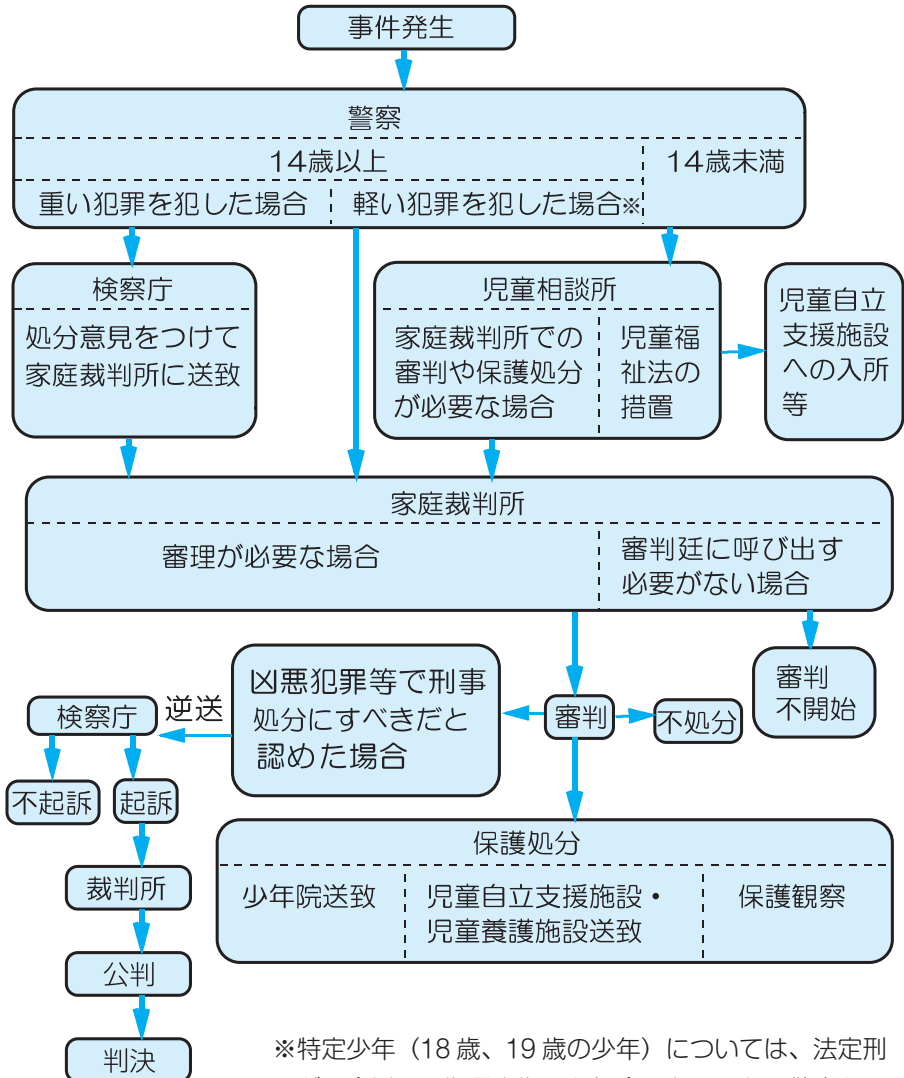 事件発生
警察
14歳以上
14歳未満
重い犯罪を犯した場合
軽い犯罪を犯した場合※
検察庁
処分意見をつけて
家庭裁判所に送致
児童相談所
家庭裁判所での
審判や保護処分
が必要な場合
児童福
祉法の
措置
児童自立
支援施設
への入所
等
家庭裁判所
審理が必要な場合
審判廷に呼び出す
必要がない場合
審判
不開始
審判
不処分
凶悪犯罪等で刑事
処分にすべきだと
認めた場合
逆送
検察庁
不起訴
起訴
裁判所
公判
判決
保護処分
少年院送致
児童自立支援施設・
児童養護施設送致
保護観察
※特定少年（18歳、19歳の少年）については、法定刑